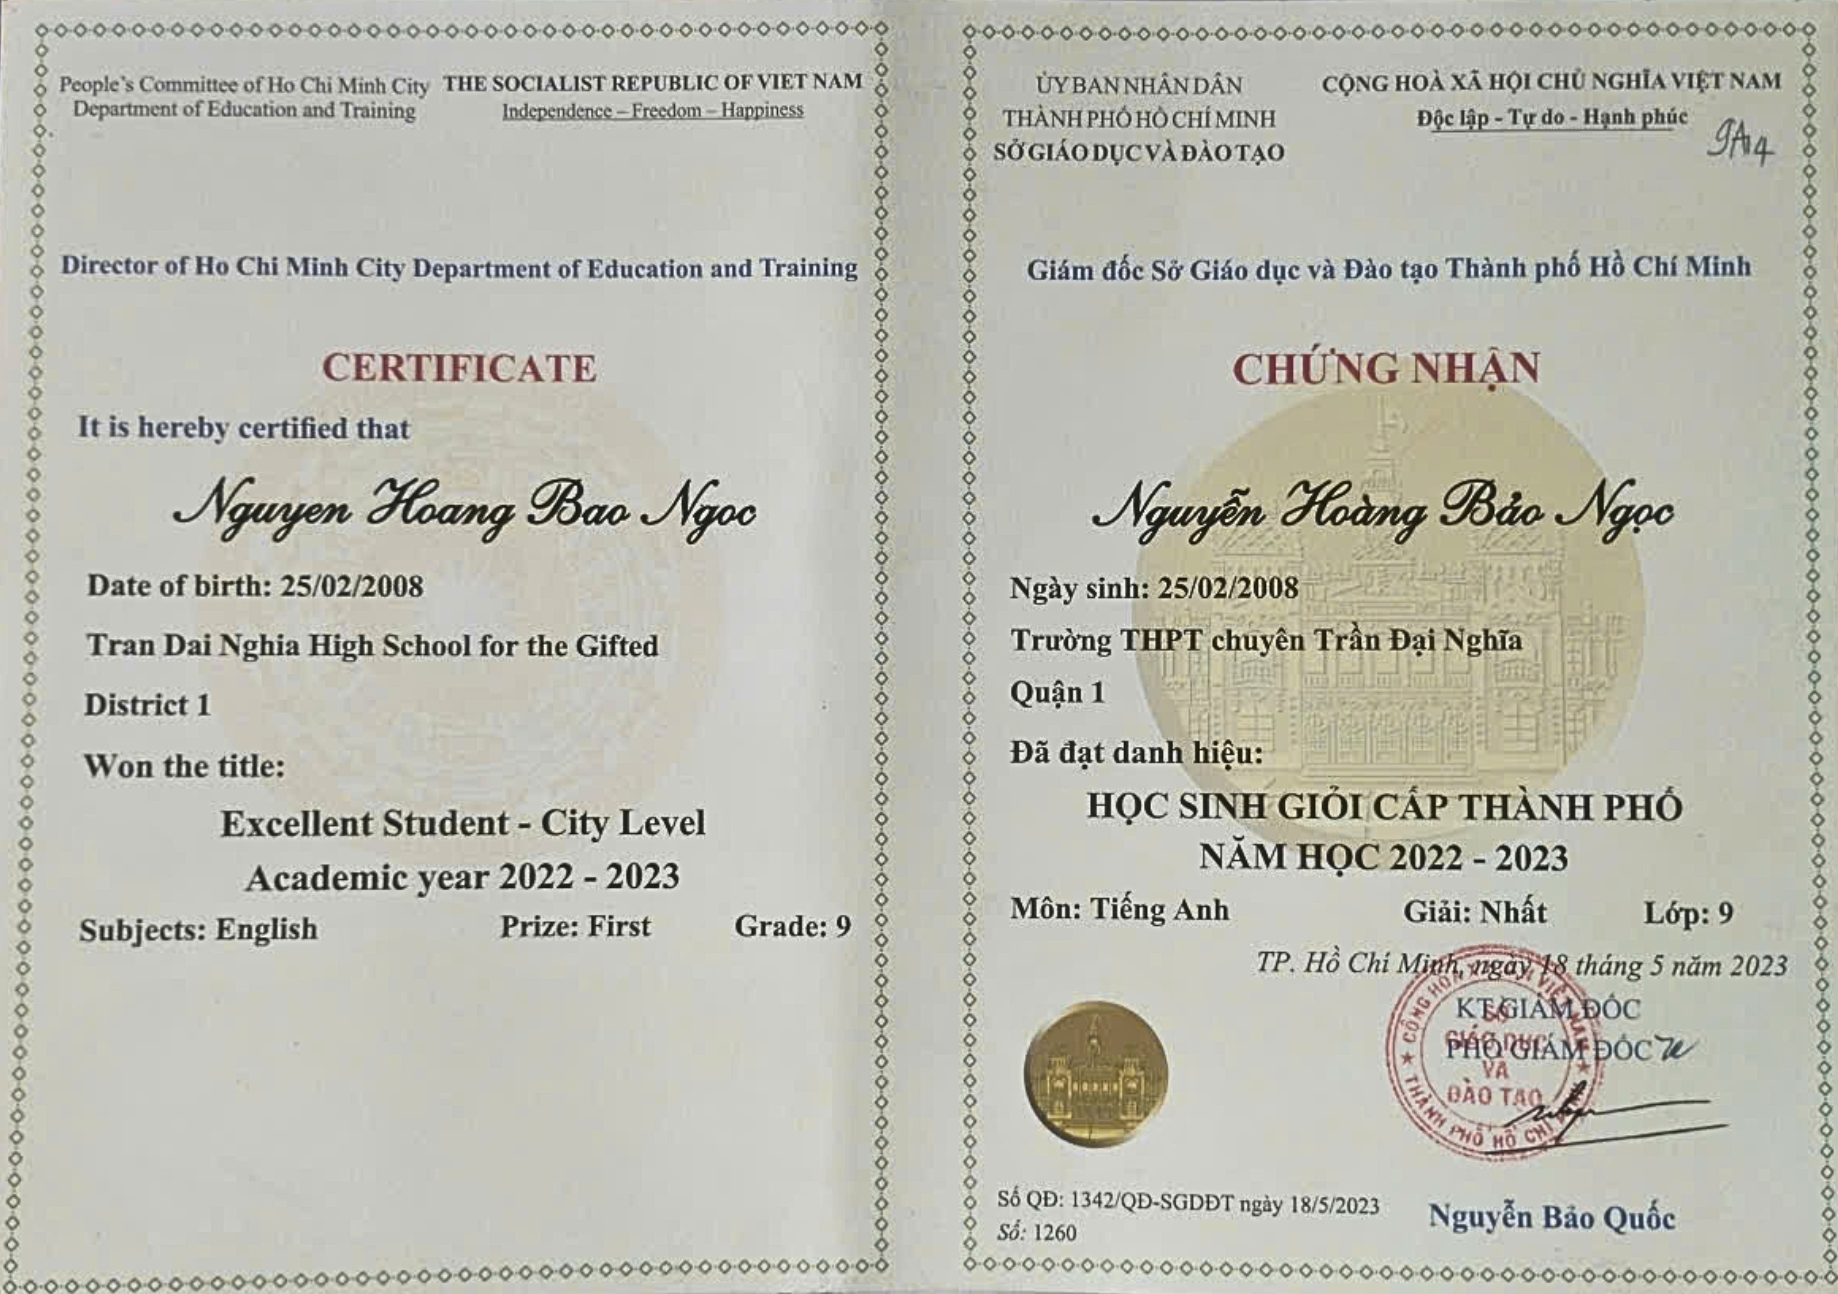 People's Committee of Ho Chi Minh City
Department of Education and Training
THE SOCIALIST REPUBLIC OF VIET NAM
Independence – Freedom – Happiness
Director of Ho Chi Minh City Department of Education and Training
CERTIFICATE
It is hereby certified that
Nguyen Hoang Bao Ngoc
Date of birth: 25/02/2008
Tran Dai Nghia High School for the Gifted
District 1
Won the title:
Excellent Student - City Level
Academic year 2022 - 2023
Subjects: English Prize: First Grade: 9
ỦY BAN NHÂN DÂN
THÀNH PHỐ HỒ CHÍ MINH
SỞ GIÁO DỤC VÀ ĐÀO TẠO
CỘNG HOÀ XÃ HỘI CHỦ NGHĨA VIỆT NAM
Độc lập - Tự do - Hạnh phúc
9A14
Giám đốc Sở Giáo dục và Đào tạo Thành phố Hồ Chí Minh
CHỨNG NHẬN
Nguyễn Hoàng Bảo Ngọc
Ngày sinh: 25/02/2008
Trường THPT chuyên Trần Đại Nghĩa
Quận 1
Đã đạt danh hiệu:
HỌC SINH GIỎI CẤP THÀNH PHỐ
NĂM HỌC 2022 - 2023
Môn: Tiếng Anh Giải: Nhất Lớp: 9
TP. Hồ Chí Minh, ngày 18 tháng 5 năm 2023
KT.GIÁM ĐỐC
PHÓ GIÁM ĐỐC
SỞ
GIÁO DỤC
VÀ
ĐÀO TẠO
THÀNH PHỐ HỒ CHÍ MINH
Số QĐ: 1342/QĐ-SGDĐT ngày 18/5/2023
Số: 1260
Nguyễn Bảo Quốc